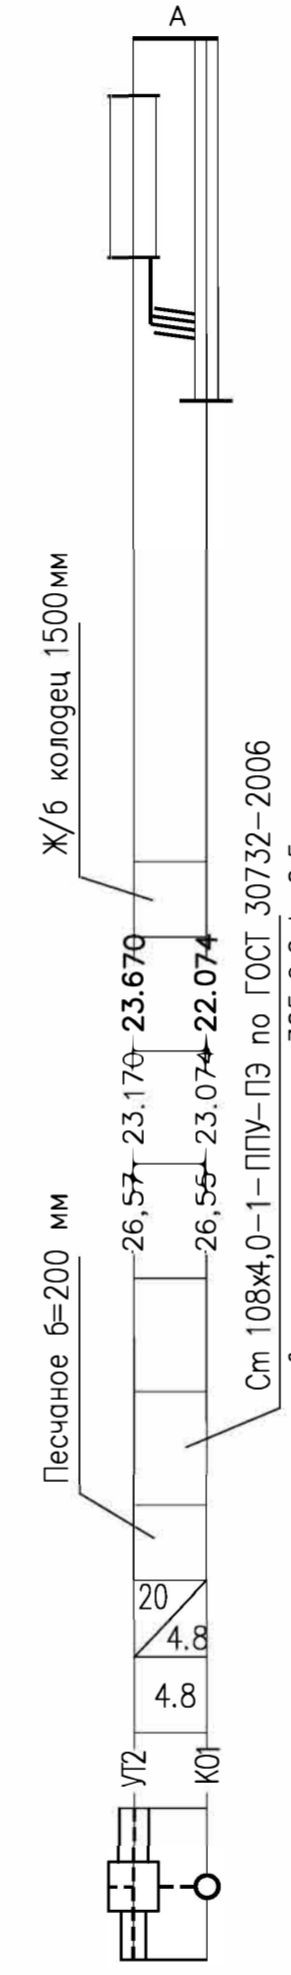 А
Ж/б колодец 1500мм
23.670
22.074
23.170
23.074
26,57
26,55
Ст 108х4,0-1-ППУ-ПЭ по ГОСТ 30732-2006
Песчаное б=200 мм
20
4.8
4.8
УТ2
К01